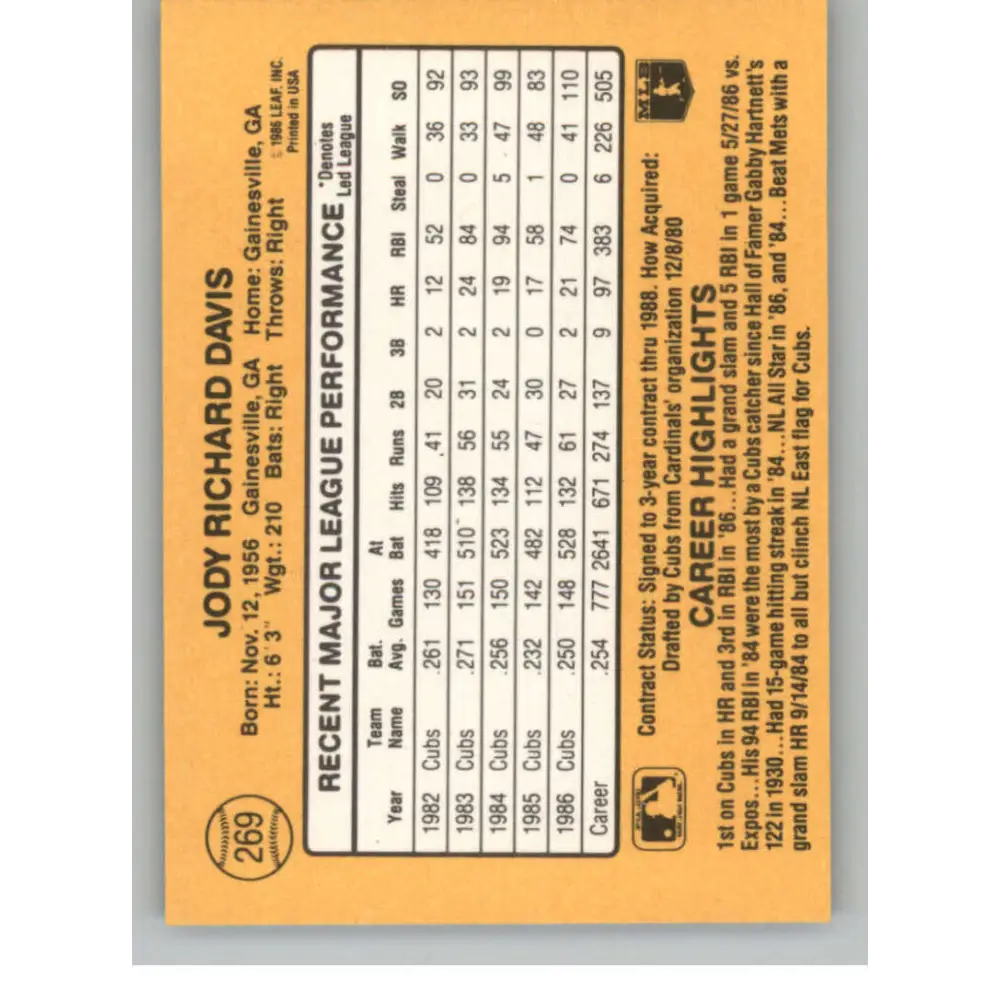 269
JODY RICHARD DAVIS
Born: Nov. 12, 1956 Gainesville, GA Home: Gainesville, GA
Ht.: 6'3" Wgt.: 210 Bats: Right Throws: Right
© 1986 LEAF, INC.
Printed in USA
RECENT MAJOR LEAGUE PERFORMANCE
*Denotes
Led League
Year Team Name Bat. Avg. Games At Bat Hits Runs 2B 3B HR RBI Steal Walk SO
1982 Cubs .261 130 418 109 41 20 2 12 52 0 36 92
1983 Cubs .271 151 510 138 56 31 2 24 84 0 33 93
1984 Cubs .256 150 523 134 55 24 2 19 94 5 47 99
1985 Cubs .232 142 482 112 47 30 0 17 58 1 48 83
1986 Cubs .250 148 528 132 61 27 2 21 74 0 41 110
Career .254 777 2641 671 274 137 9 97 383 6 226 505
Contract Status: Signed to 3-year contract thru 1988. How Acquired:
Drafted by Cubs from Cardinals' organization 12/8/80
MLB
CAREER HIGHLIGHTS
1st on Cubs in HR and 3rd in RBI in '86...Had a grand slam and 5 RBI in 1 game 5/27/86 vs.
Expos...His 94 RBI in '84 were the most by a Cubs catcher since Hall of Famer Gabby Hartnett's
122 in 1930...Had 15-game hitting streak in '84...NL All Star in '86, and '84...Beat Mets with a
grand slam HR 9/14/84 to all but clinch NL East flag for Cubs.